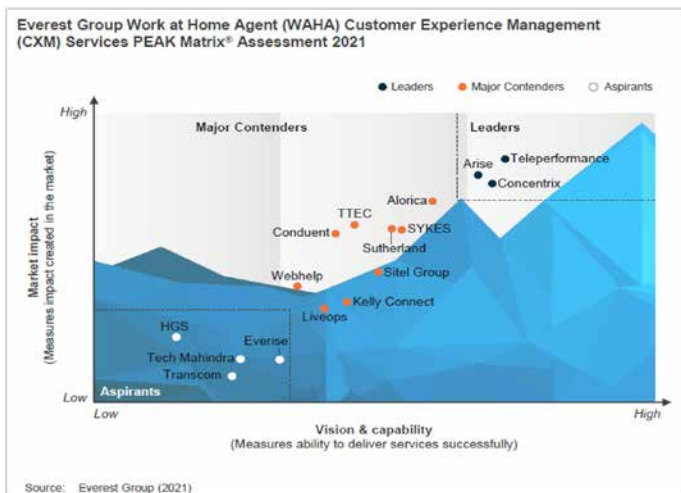 Everest Group Work at Home Agent (WAHA) Customer Experience Management
(CXM) Services PEAK Matrix® Assessment 2021
Leaders
Major Contenders
Aspirants
High
Major Contenders
Leaders
Teleperformance
Arise
Concentrix
Alorica
TTEC
Conduent
SYKES
Sutherland
Webhelp
Sitel Group
Kelly Connect
Liveops
HGS
Everise
Tech Mahindra
Transcom
Aspirants
Market impact
(Measures impact created in the market)
Low
Low
High
Vision & capability
(Measures ability to deliver services successfully)
Source: Everest Group (2021)